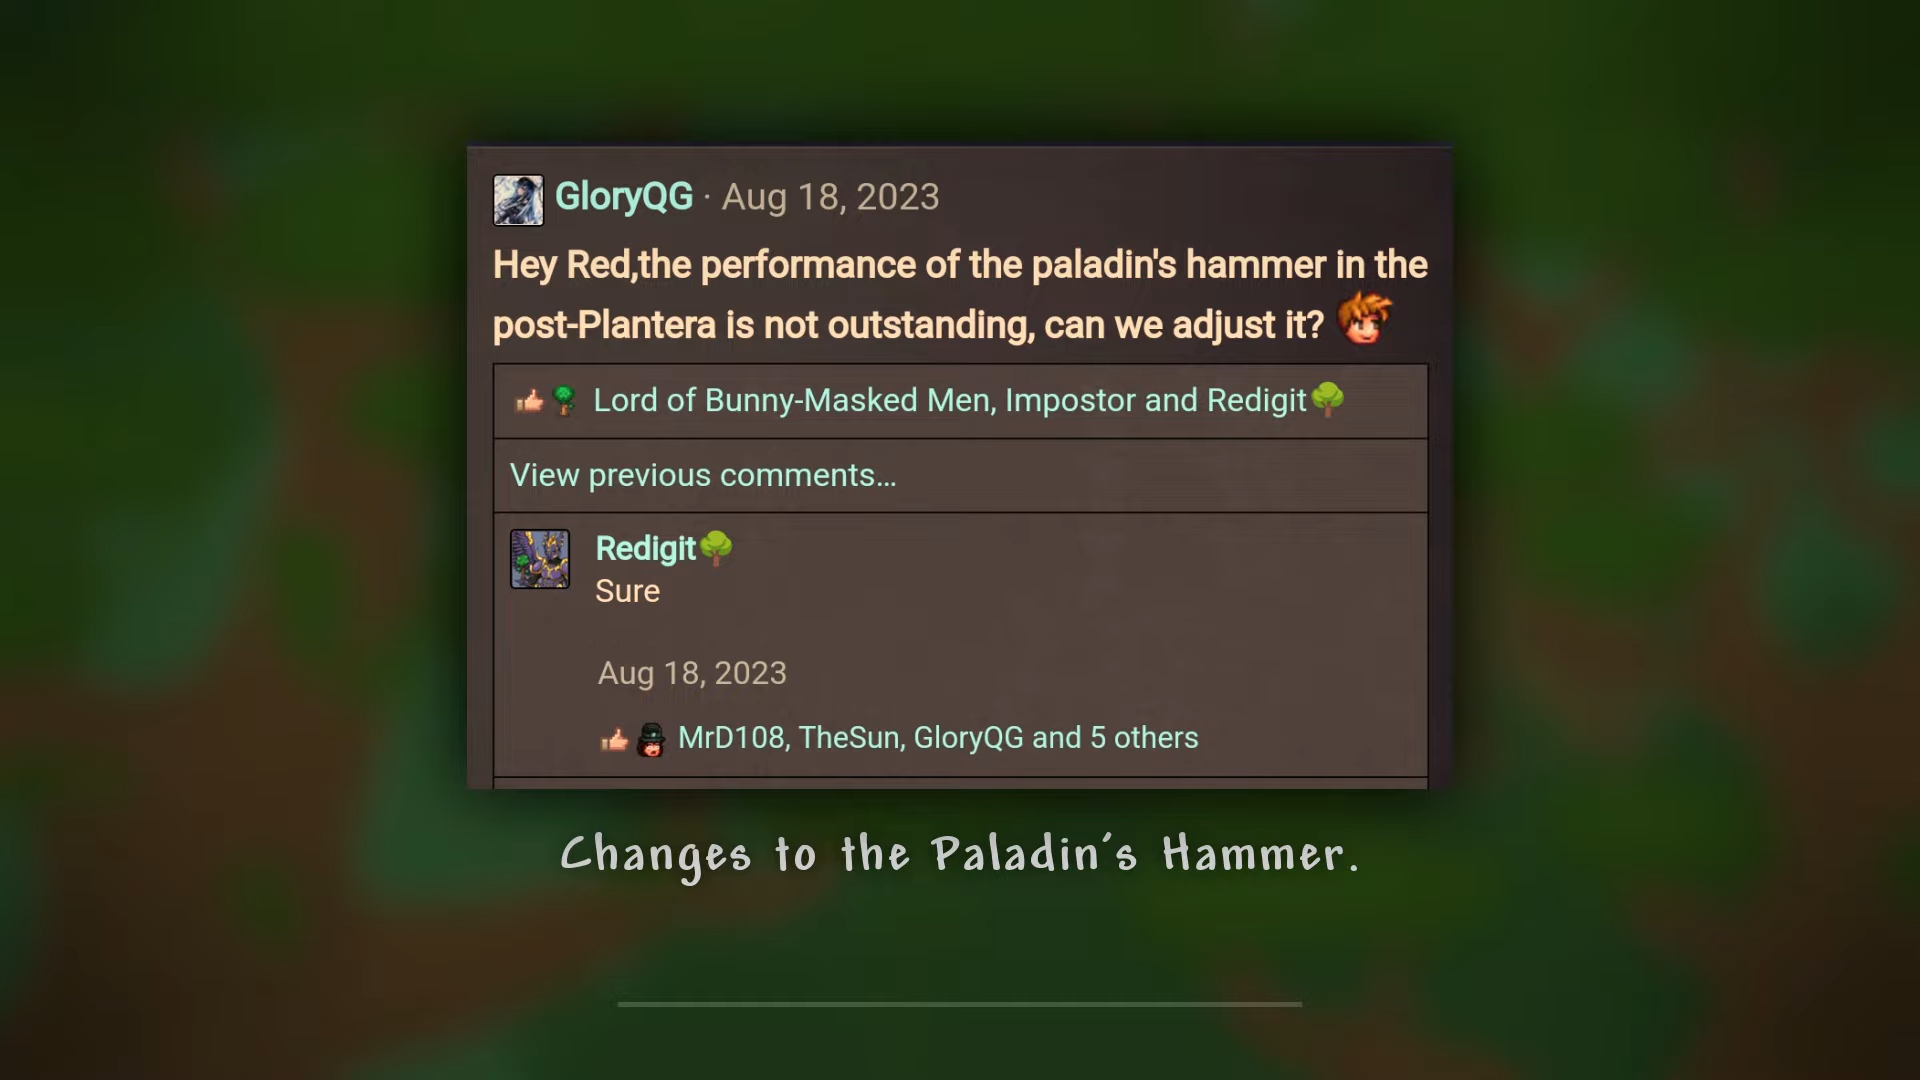 GloryQG · Aug 18, 2023
Hey Red,the performance of the paladin's hammer in the
post-Plantera is not outstanding, can we adjust it?
Lord of Bunny-Masked Men, Impostor and Redigit
View previous comments…
Redigit
Sure
Aug 18, 2023
MrD108, TheSun, GloryQG and 5 others
Changes to the Paladin's Hammer.